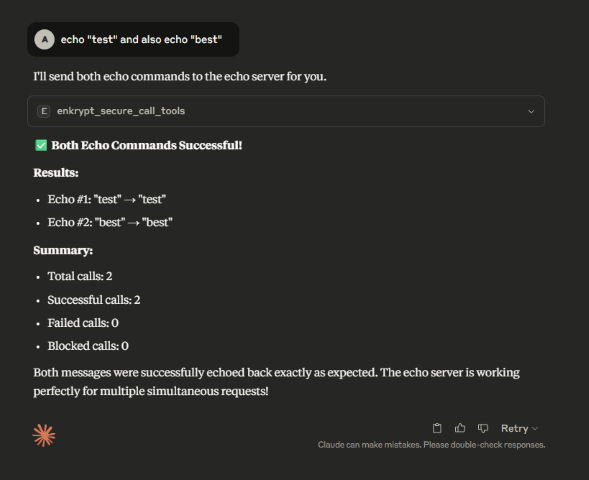 A echo "test" and also echo "best"
I'll send both echo commands to the echo server for you.
E enkrypt_secure_call_tools
✅ Both Echo Commands Successful!
Results:
• Echo #1: "test" → "test"
• Echo #2: "best" → "best"
Summary:
• Total calls: 2
• Successful calls: 2
• Failed calls: 0
• Blocked calls: 0
Both messages were successfully echoed back exactly as expected. The echo server is working
perfectly for multiple simultaneous requests!
Retry
Claude can make mistakes. Please double-check responses.